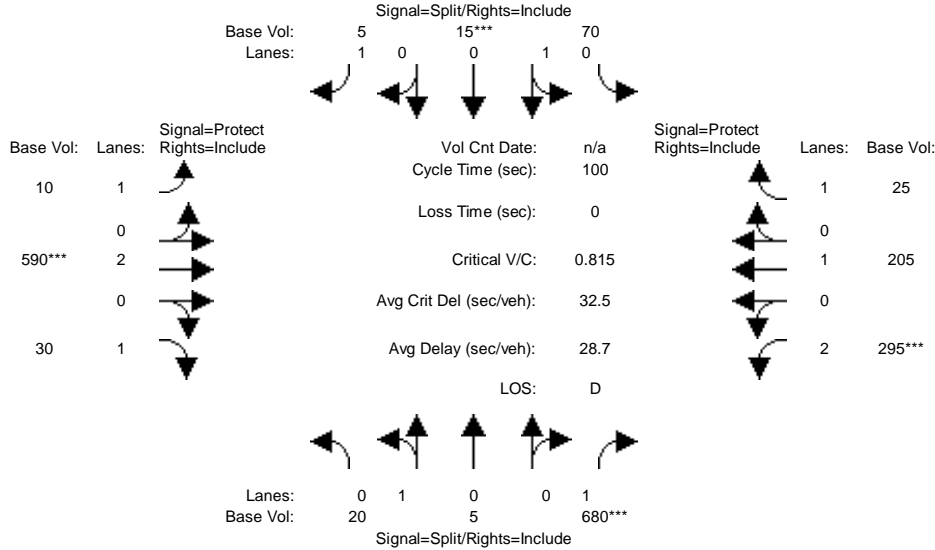 Signal=Split/Rights=Include
Base Vol: 5 15*** 70
Lanes: 1 0 0 1 0
Signal=Protect Signal=Protect
Base Vol: Lanes: Rights=Include Vol Cnt Date: n/a Rights=Include Lanes: Base Vol:
Cycle Time (sec): 100
10 1 1 25
Loss Time (sec): 0
0 0
590*** 2 Critical V/C: 0.815 1 205
0 Avg Crit Del (sec/veh): 32.5 0
30 1 Avg Delay (sec/veh): 28.7 2 295***
LOS: D
Lanes: 0 1 0 0 1
Base Vol: 20 5 680***
Signal=Split/Rights=Include